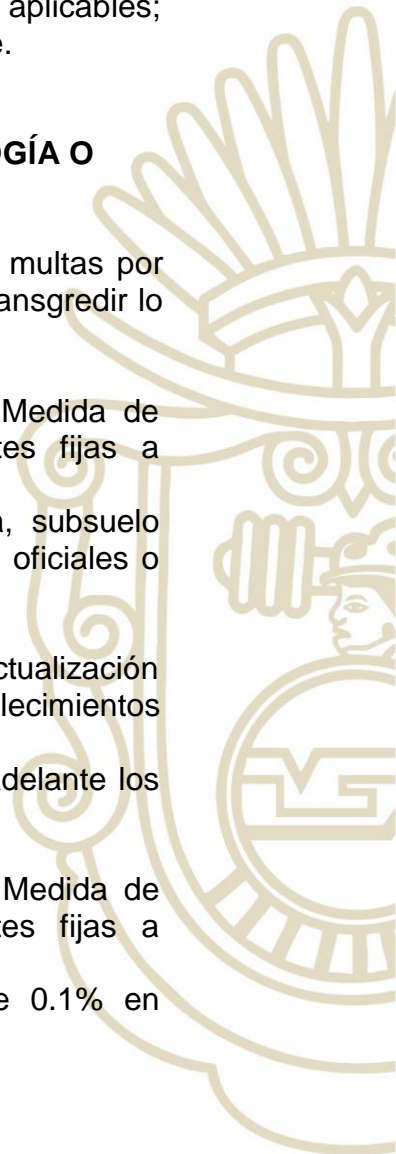 aplicables;
e.
OGÍA O
multas por
ansgredir lo
Medida de
tes fijas a
a, subsuelo
oficiales o
ctualización
lecimientos
adelante los
Medida de
tes fijas a
e 0.1% en